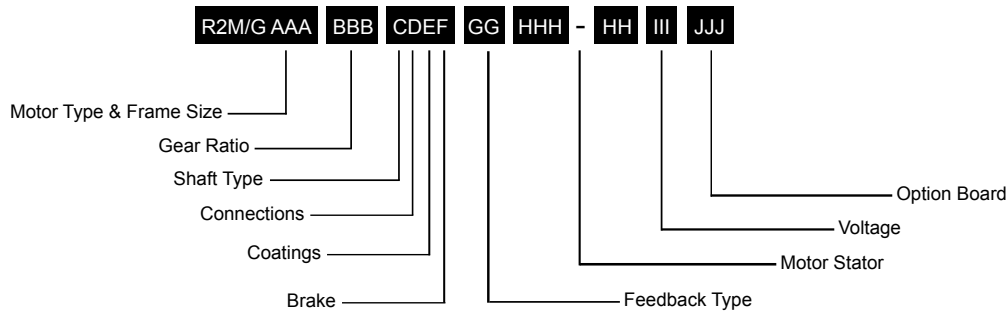 R2M/G AAA BBB CDEF GG HHH - HH III JJJ
Motor Type & Frame Size
Gear Ratio
Shaft Type
Option Board
Connections
Voltage
Coatings
Motor Stator
Brake
Feedback Type